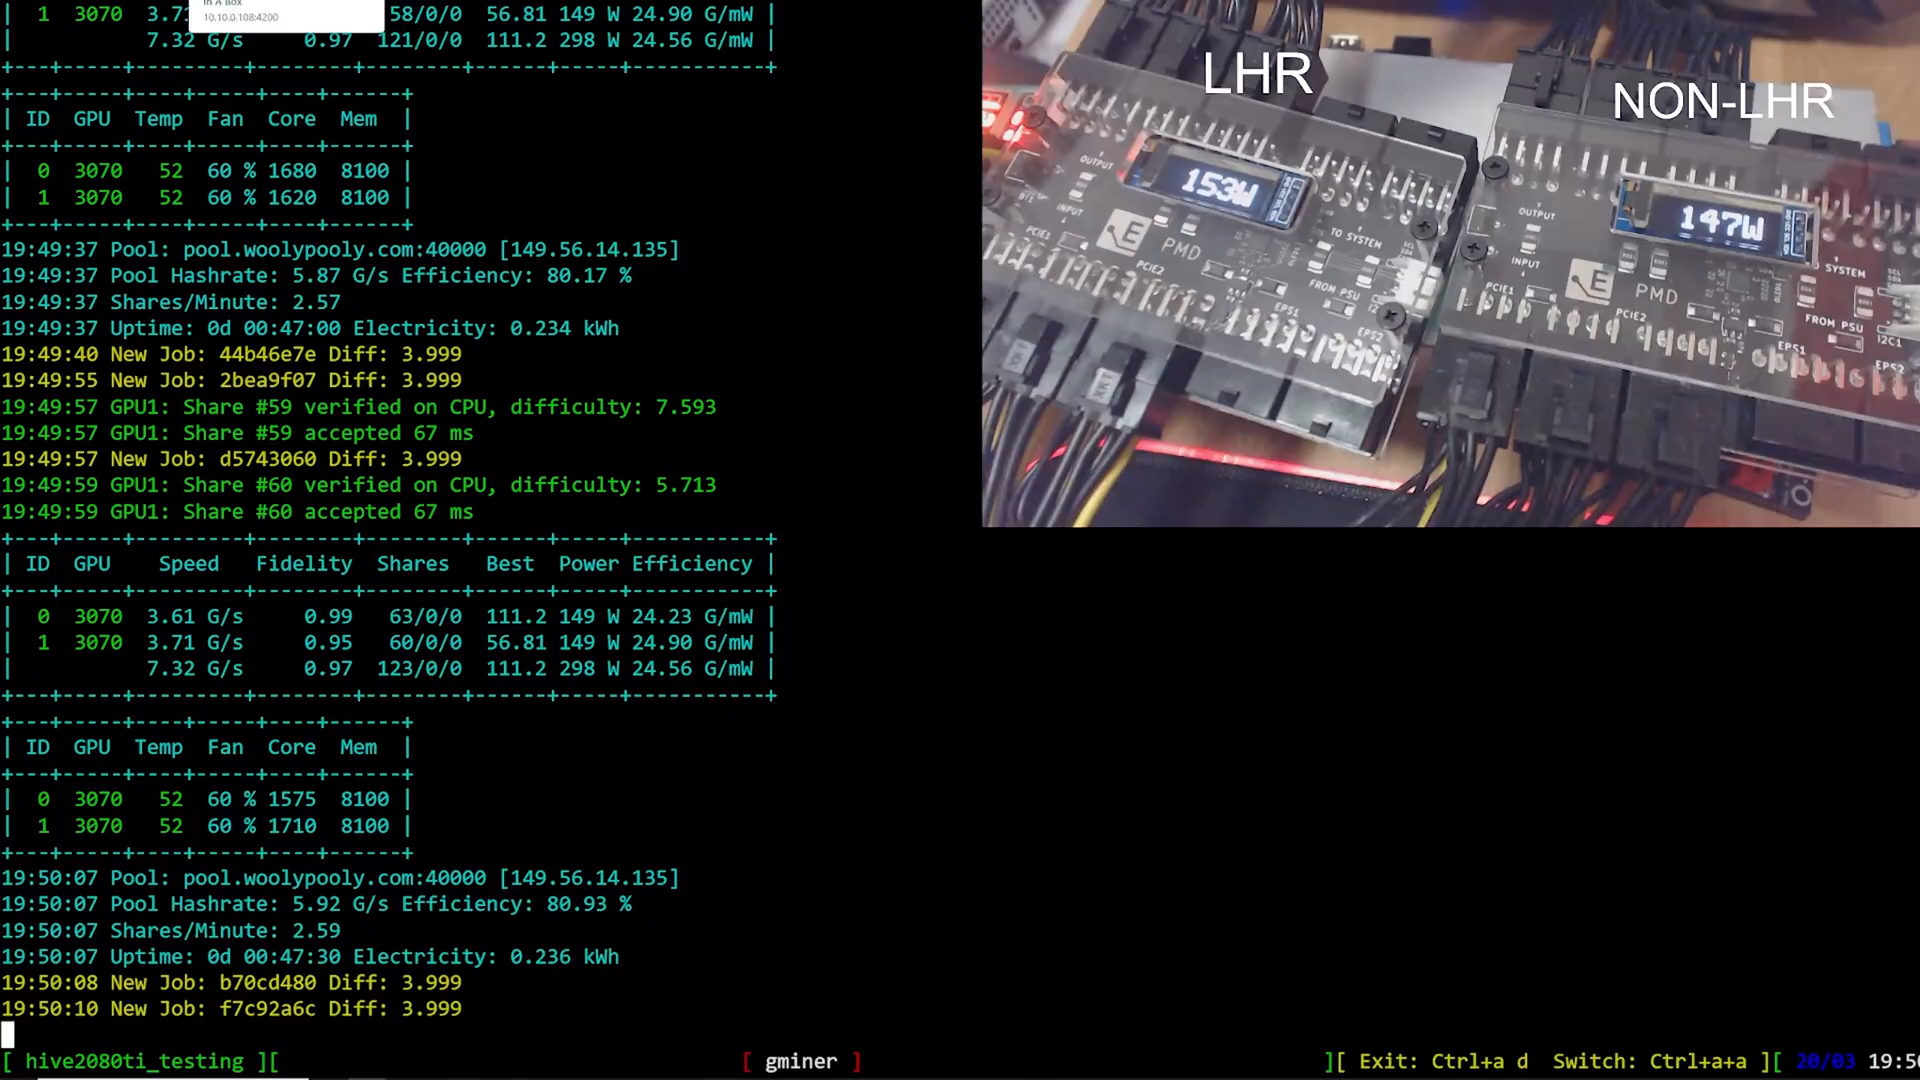 In A Box
10.10.0.108:4200
| 1 3070 3.71 58/0/0 56.81 149 W 24.90 G/mW |
| 7.32 G/s 0.97 121/0/0 111.2 298 W 24.56 G/mW |
+---+-----+---------+--------+--------+------+-----+-----------+
+---+-----+-----+----+----+------+
| ID GPU Temp Fan Core Mem |
+---+-----+-----+----+----+------+
| 0 3070 52 60 % 1680 8100 |
| 1 3070 52 60 % 1620 8100 |
+---+-----+-----+----+----+------+
19:49:37 Pool: pool.woolypooly.com:40000 [149.56.14.135]
19:49:37 Pool Hashrate: 5.87 G/s Efficiency: 80.17 %
19:49:37 Shares/Minute: 2.57
19:49:37 Uptime: 0d 00:47:00 Electricity: 0.234 kWh
19:49:40 New Job: 44b46e7e Diff: 3.999
19:49:55 New Job: 2bea9f07 Diff: 3.999
19:49:57 GPU1: Share #59 verified on CPU, difficulty: 7.593
19:49:57 GPU1: Share #59 accepted 67 ms
19:49:57 New Job: d5743060 Diff: 3.999
19:49:59 GPU1: Share #60 verified on CPU, difficulty: 5.713
19:49:59 GPU1: Share #60 accepted 67 ms
+---+-----+---------+--------+--------+------+-----+-----------+
| ID GPU Speed Fidelity Shares Best Power Efficiency |
+---+-----+---------+--------+--------+------+-----+-----------+
| 0 3070 3.61 G/s 0.99 63/0/0 111.2 149 W 24.23 G/mW |
| 1 3070 3.71 G/s 0.95 60/0/0 56.81 149 W 24.90 G/mW |
| 7.32 G/s 0.97 123/0/0 111.2 298 W 24.56 G/mW |
+---+-----+---------+--------+--------+------+-----+-----------+
+---+-----+-----+----+----+------+
| ID GPU Temp Fan Core Mem |
+---+-----+-----+----+----+------+
| 0 3070 52 60 % 1575 8100 |
| 1 3070 52 60 % 1710 8100 |
+---+-----+-----+----+----+------+
19:50:07 Pool: pool.woolypooly.com:40000 [149.56.14.135]
19:50:07 Pool Hashrate: 5.92 G/s Efficiency: 80.93 %
19:50:07 Shares/Minute: 2.59
19:50:07 Uptime: 0d 00:47:30 Electricity: 0.236 kWh
19:50:08 New Job: b70cd480 Diff: 3.999
19:50:10 New Job: f7c92a6c Diff: 3.999
[ hive2080ti_testing ][ [ gminer ] ][ Exit: Ctrl+a d Switch: Ctrl+a+a ][ 20/03 19:50
LHR
153W
OUTPUT
INPUT
PCIE1
PCIE2
E
PMD
TO SYSTEM
FROM PSU
EPS1
EPS2
NON-LHR
147W
OUTPUT
INPUT
PCIE1
PCIE2
E
PMD
SYSTEM
FROM PSU
I2C1
EPS1
EPS2